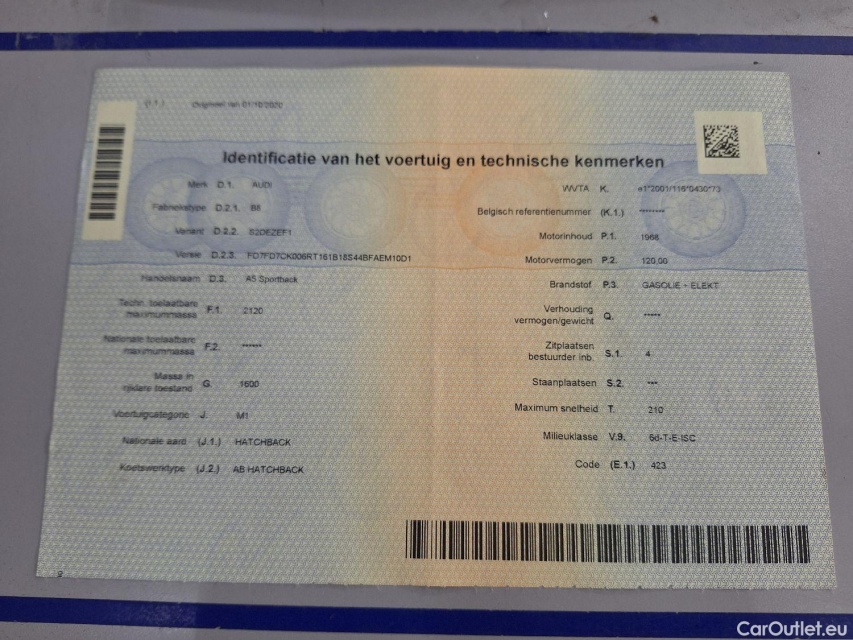 (I.1.) Origineel van 01/10/2020
Identificatie van het voertuig en technische kenmerken
Merk D.1. AUDI
Fabriekstype D.2.1. B8
Variant D.2.2. S2DEZEF1
Versie D.2.3. FD7FD7CK006RT161B18S44BFAEM10D1
Handelsnaam D.3. A5 Sportback
Techn. toelaatbare
maximummassa F.1. 2120
Nationale toelaatbare
maximummassa F.2. ******
Massa in
rijklare toestand G. 1600
Voertuigcategorie J. M1
Nationale aard (J.1.) HATCHBACK
Koetswerktype (J.2.) AB HATCHBACK
WVTA K. e1*2001/116*0430*73
Belgisch referentienummer (K.1.) ********
Motorinhoud P.1. 1968
Motorvermogen P.2. 120,00
Brandstof P.3. GASOLIE - ELEKT
Verhouding
vermogen/gewicht Q. *****
Zitplaatsen
bestuurder inb. S.1. 4
Staanplaatsen S.2. ***
Maximum snelheid T. 210
Milieuklasse V.9. 6d-T-E-ISC
Code (E.1.) 423
CarOutlet.eu